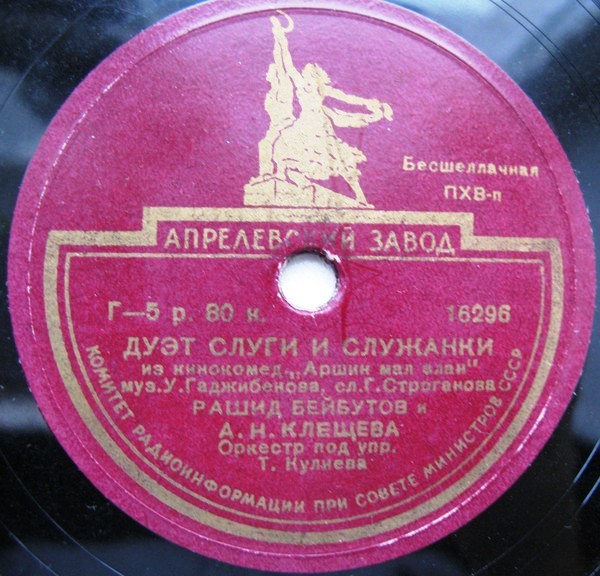 Бесшеллачная
ПХВ-п
АПРЕЛЕВСКИЙ ЗАВОД
Г—5 р. 80 к.
16296
ДУЭТ СЛУГИ И СЛУЖАНКИ
из кинокомед. „Аршин мал алан"
муз. У. Гаджибекова, сл. Г. Строганова
РАШИД БЕЙБУТОВ и
А. Н. КЛЕЩЕВА
Оркестр под упр.
Т. Кулиева
КОМИТЕТ РАДИОИНФОРМАЦИИ ПРИ СОВЕТЕ МИНИСТРОВ СССР